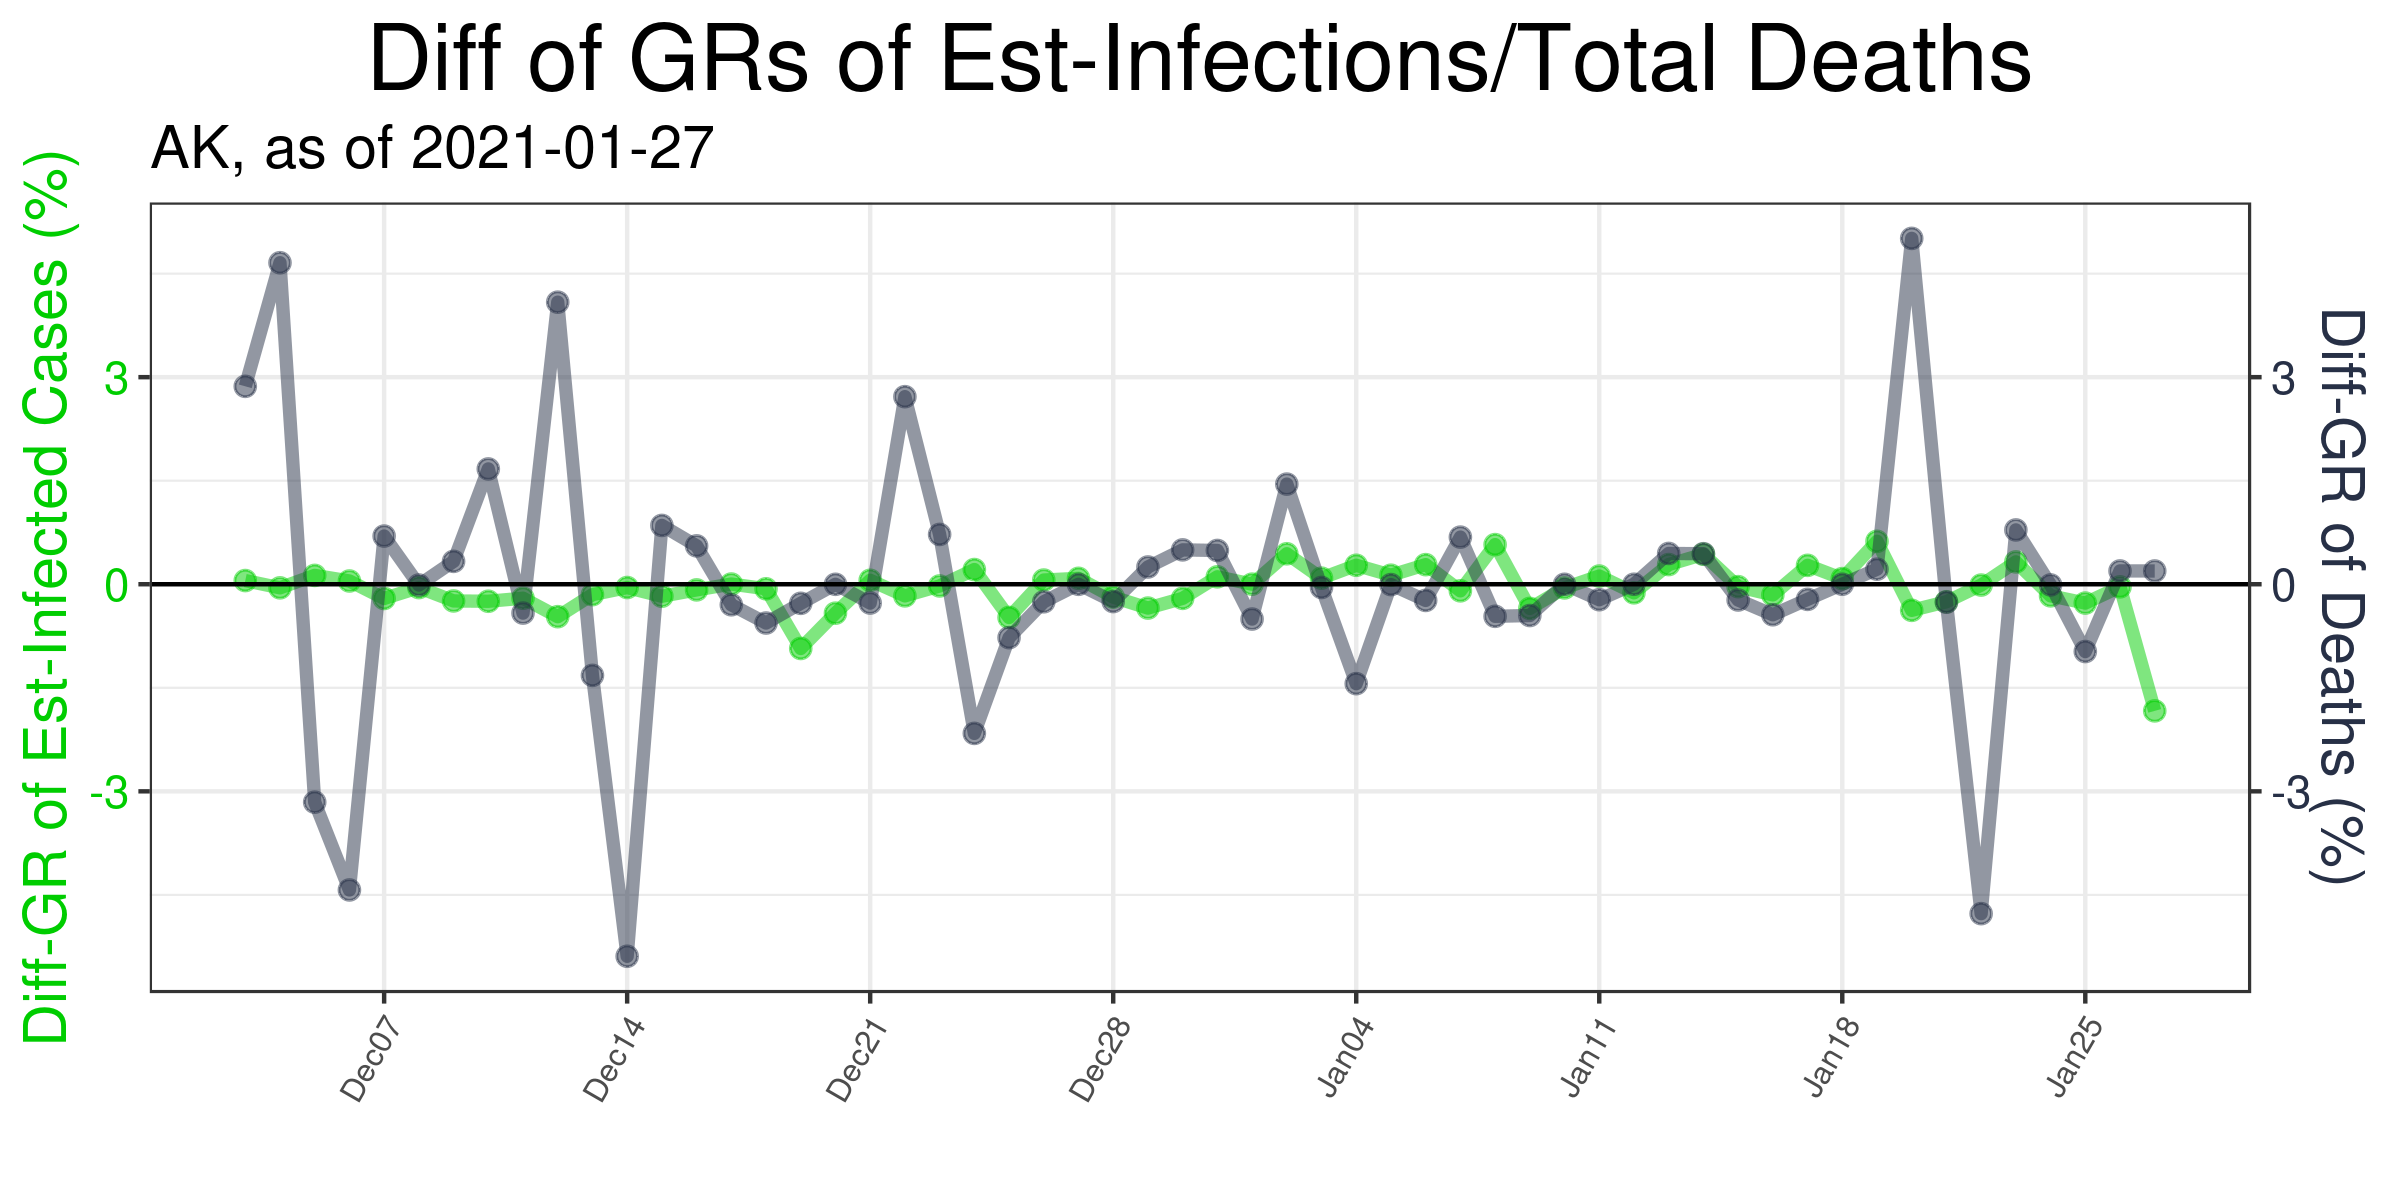 Diff of GRs of Est-Infections/Total Deaths
AK, as of 2021-01-27
Diff-GR of Est-Infected Cases (%)
3
0
-3
3
0
-3
Diff-GR of Deaths (%)
Dec07
Dec14
Dec21
Dec28
Jan04
Jan11
Jan18
Jan25